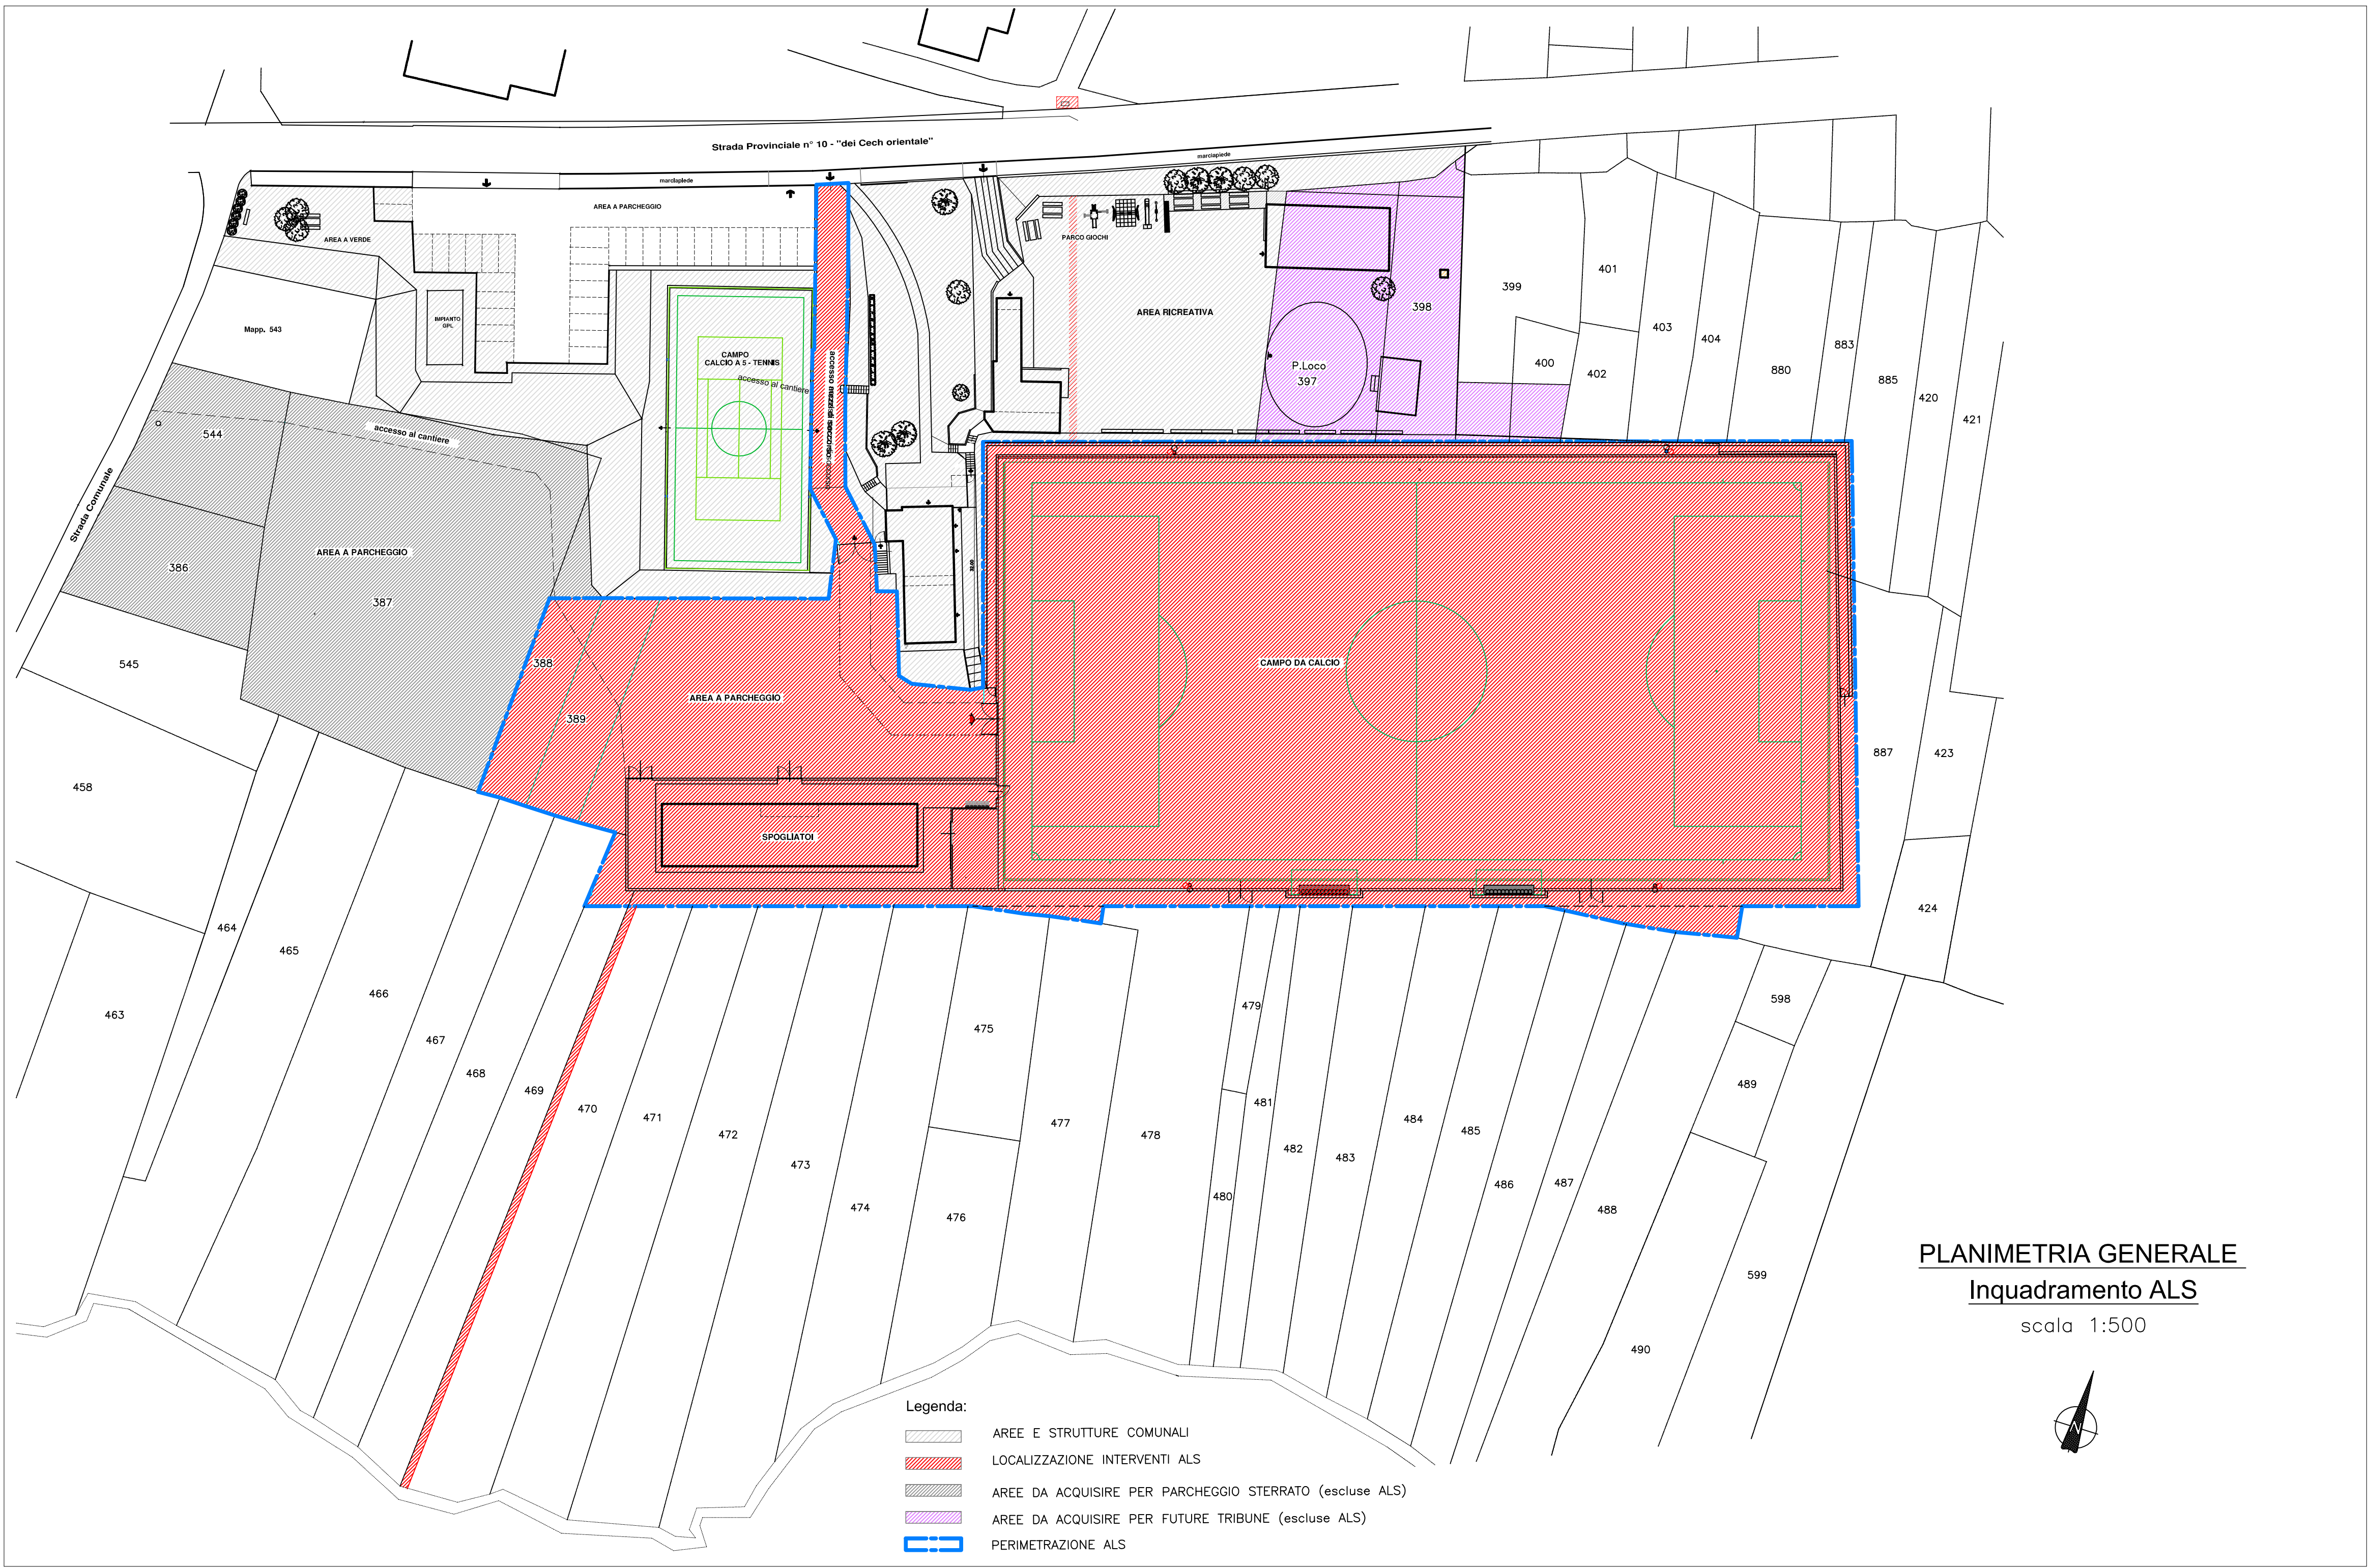 Strada Provinciale n° 10 - "dei Cech orientale"
marciapiede
marciapiede
AREA A PARCHEGGIO
AREA A VERDE
PARCO GIOCHI
IMPIANTO
GPL
Mapp. 543
CAMPO
CALCIO A 5 - TENNIS
accesso al cantiere
AREA RICREATIVA
P.Loco
397
398
399
400
401
402
403
404
880
883
885
420
421
accesso al cantiere
544
Strada Comunale
386
AREA A PARCHEGGIO
387
545
388
389
AREA A PARCHEGGIO
CAMPO DA CALCIO
SPOGLIATOI
887
423
424
458
463
464
465
466
467
468
469
470
471
472
473
474
475
476
477
478
479
480
481
482
483
484
485
486
487
488
598
489
490
599
PLANIMETRIA GENERALE
Inquadramento ALS
scala 1:500
N
Legenda:
AREE E STRUTTURE COMUNALI
LOCALIZZAZIONE INTERVENTI ALS
AREE DA ACQUISIRE PER PARCHEGGIO STERRATO (escluse ALS)
AREE DA ACQUISIRE PER FUTURE TRIBUNE (escluse ALS)
PERIMETRAZIONE ALS